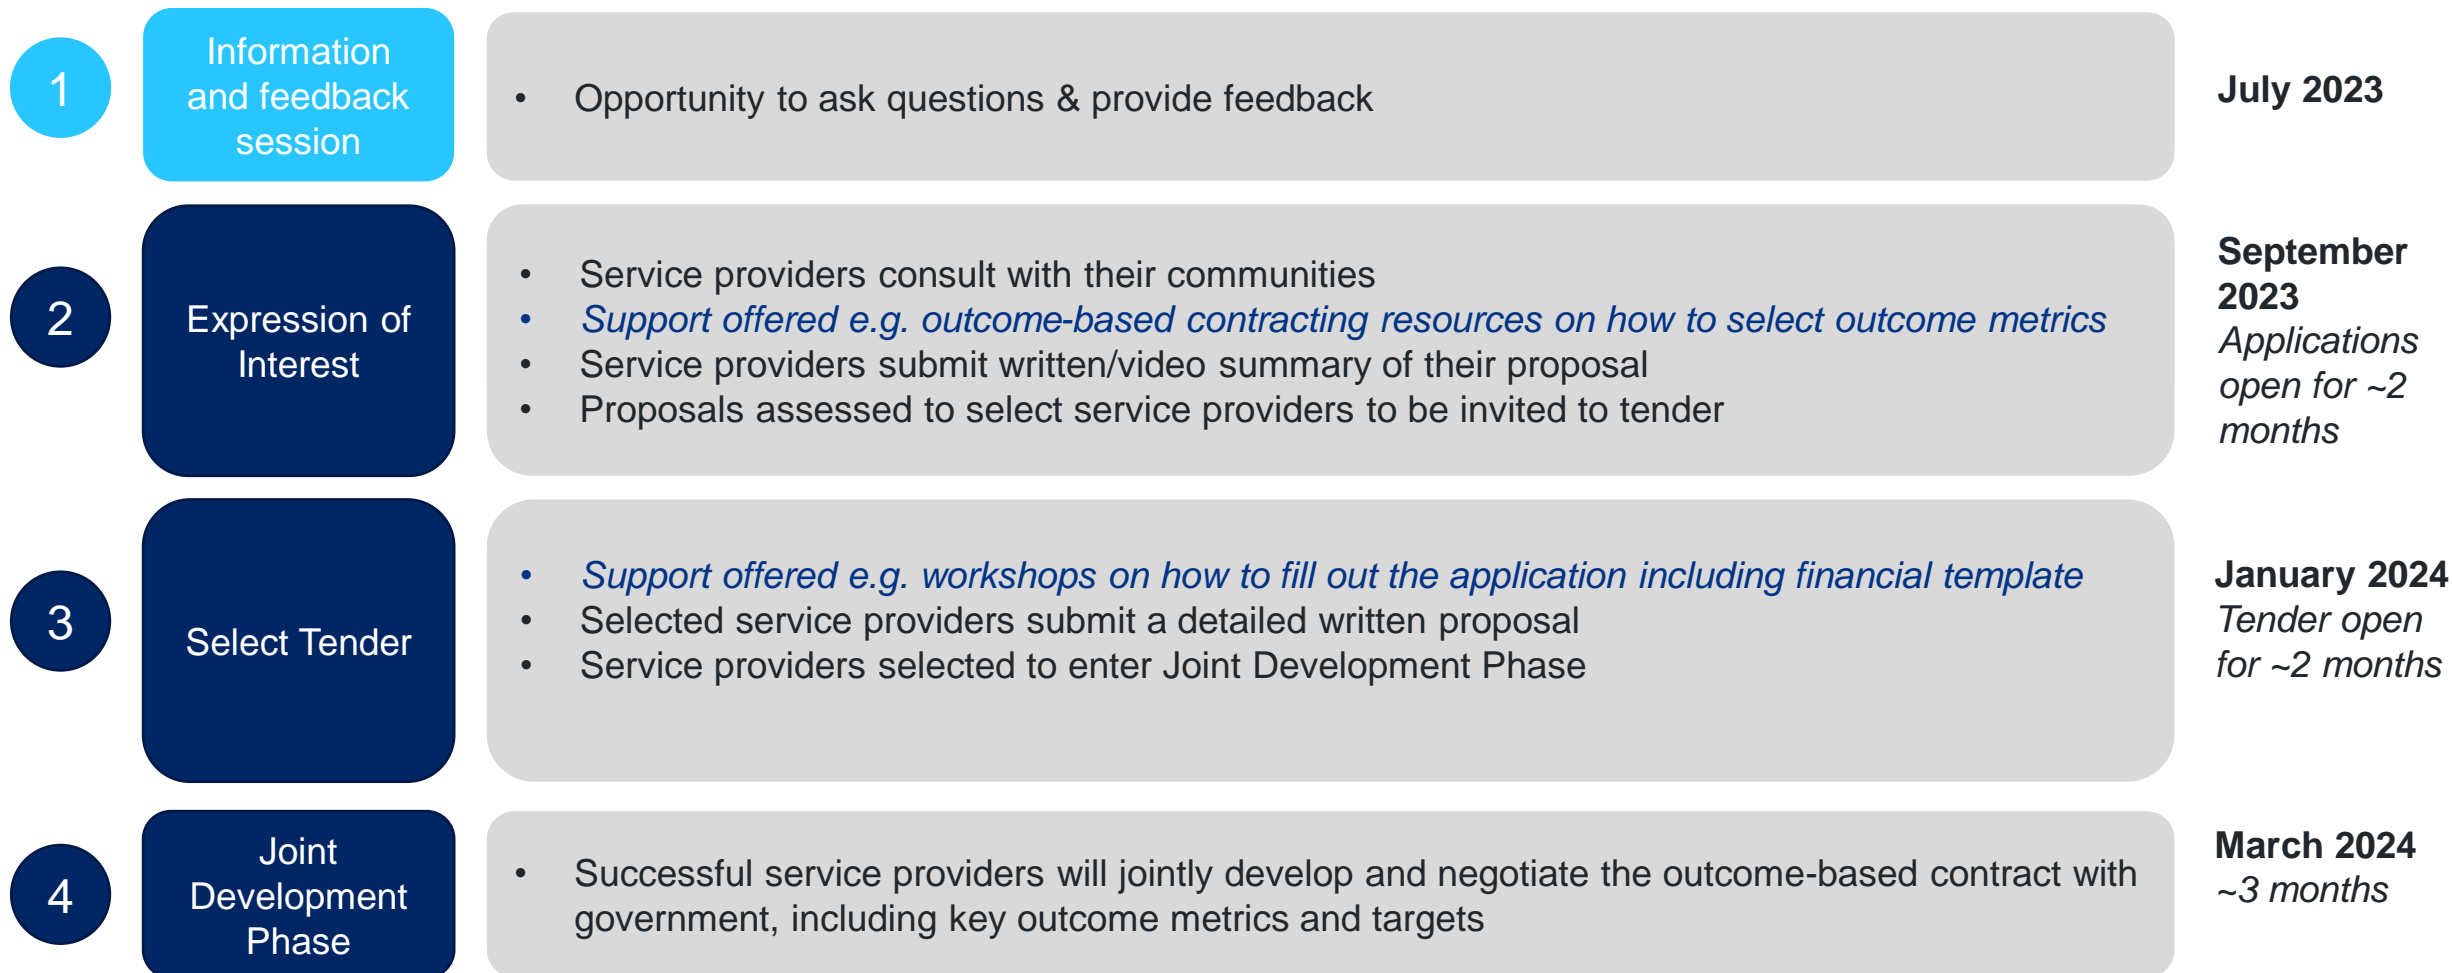 1
Information
and feedback
session
• Opportunity to ask questions & provide feedback
July 2023
2
Expression of
Interest
• Service providers consult with their communities
• Support offered e.g. outcome-based contracting resources on how to select outcome metrics
• Service providers submit written/video summary of their proposal
• Proposals assessed to select service providers to be invited to tender
September
2023
Applications
open for ~2
months
3
Select Tender
• Support offered e.g. workshops on how to fill out the application including financial template
• Selected service providers submit a detailed written proposal
• Service providers selected to enter Joint Development Phase
January 2024
Tender open
for ~2 months
4
Joint
Development
Phase
• Successful service providers will jointly develop and negotiate the outcome-based contract with
government, including key outcome metrics and targets
March 2024
~3 months